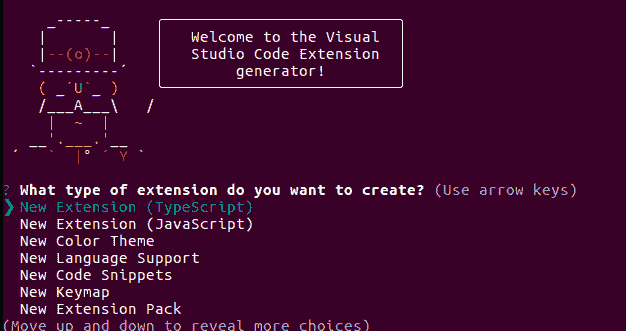 Welcome to the Visual
Studio Code Extension
generator!
? What type of extension do you want to create? (Use arrow keys)
❯ New Extension (TypeScript)
New Extension (JavaScript)
New Color Theme
New Language Support
New Code Snippets
New Keymap
New Extension Pack
(Move up and down to reveal more choices)